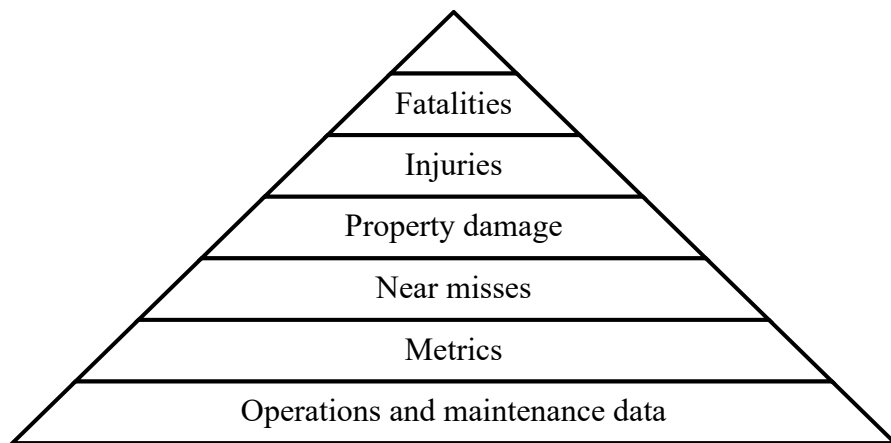 Fatalities
Injuries
Property damage
Near misses
Metrics
Operations and maintenance data